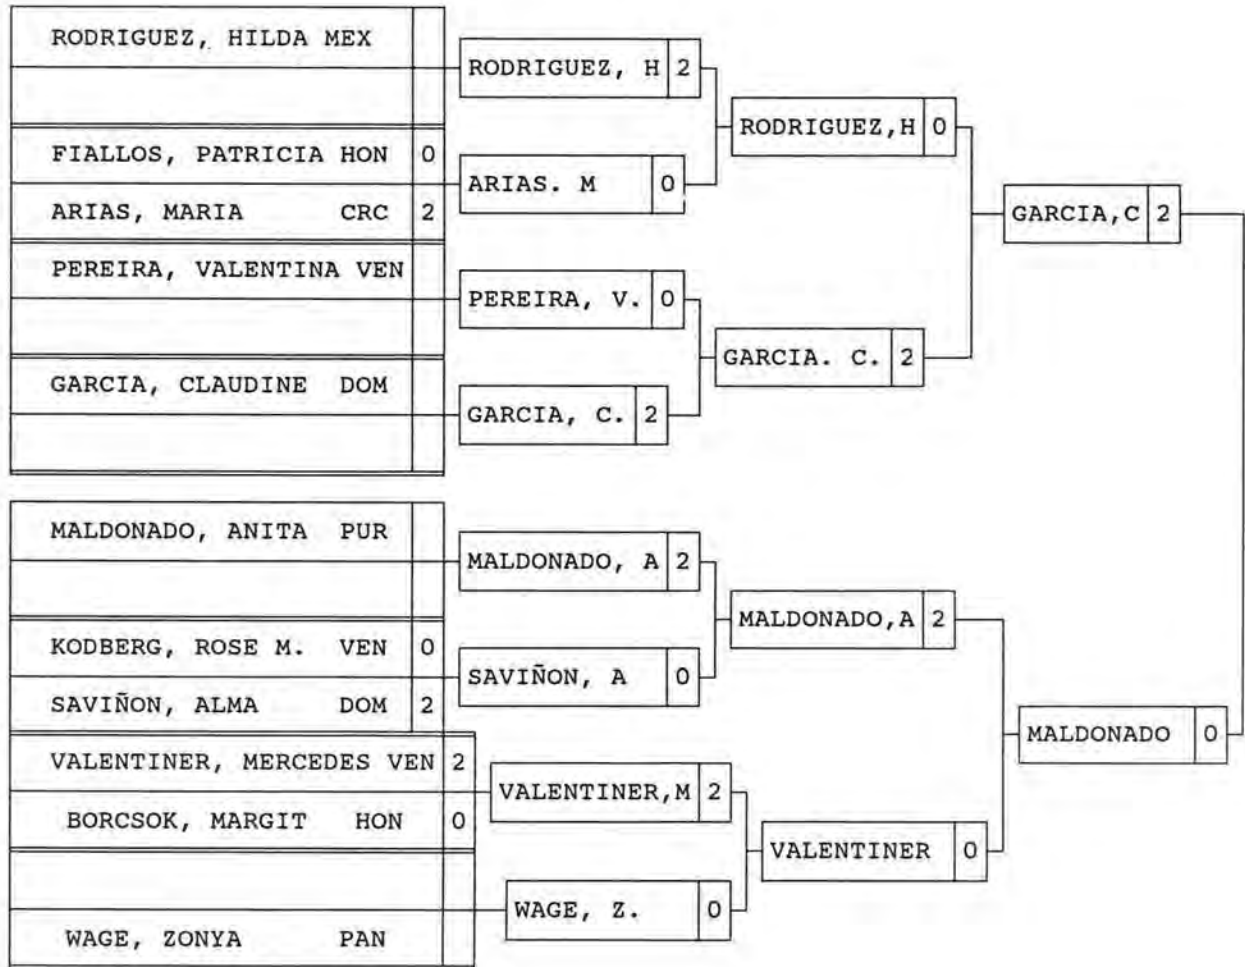 RODRIGUEZ, HILDA MEX
RODRIGUEZ, H 2
RODRIGUEZ,H 0
FIALLOS, PATRICIA HON 0
ARIAS. M 0
ARIAS, MARIA CRC 2
GARCIA,C 2
PEREIRA, VALENTINA VEN
PEREIRA, V. 0
GARCIA. C. 2
GARCIA, CLAUDINE DOM
GARCIA, C. 2
MALDONADO, ANITA PUR
MALDONADO, A 2
MALDONADO,A 2
KODBERG, ROSE M. VEN 0
SAVIÑON, A 0
SAVIÑON, ALMA DOM 2
MALDONADO 0
VALENTINER, MERCEDES VEN 2
VALENTINER,M 2
BORCSOK, MARGIT HON 0
VALENTINER 0
WAGE, Z. 0
WAGE, ZONYA PAN